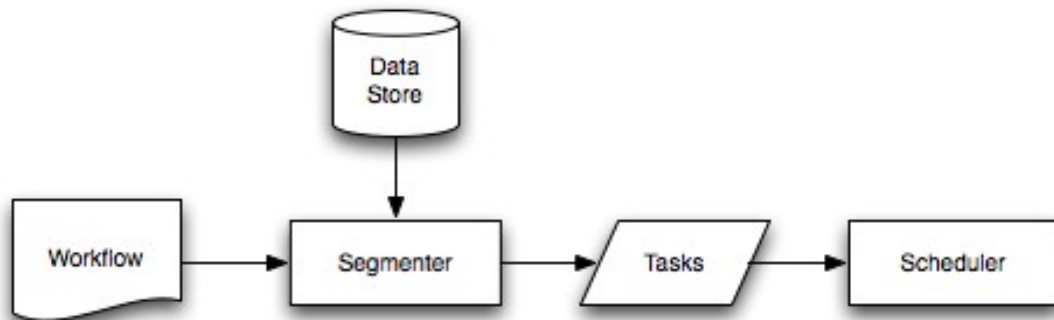 Data
Store
Workflow
Segmenter
Tasks
Scheduler